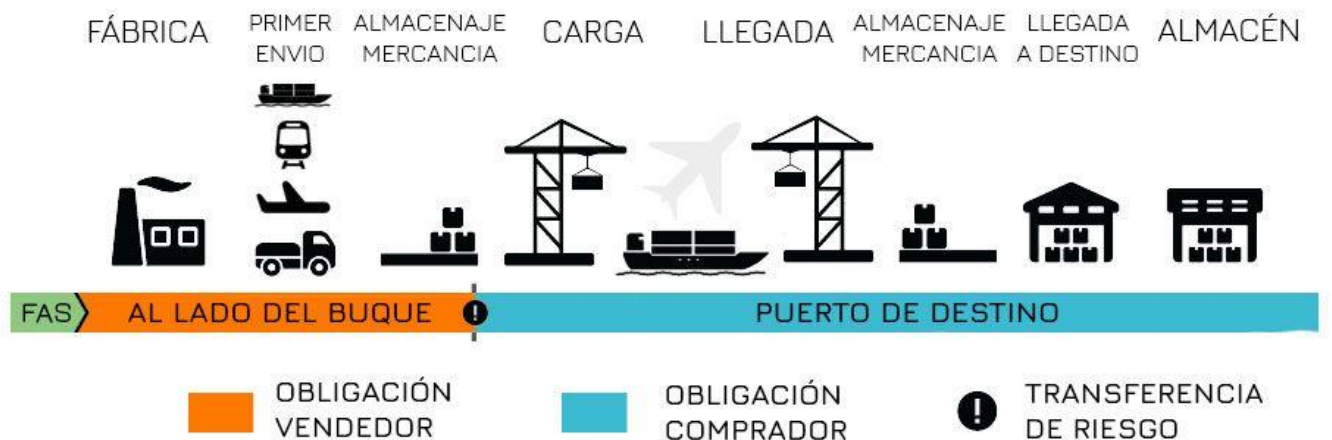 FÁBRICA
PRIMER
ENVIO
ALMACENAJE
MERCANCIA
CARGA
LLEGADA
ALMACENAJE
MERCANCIA
LLEGADA
A DESTINO
ALMACÉN
FAS
AL LADO DEL BUQUE
!
PUERTO DE DESTINO
OBLIGACIÓN
VENDEDOR
OBLIGACIÓN
COMPRADOR
!
TRANSFERENCIA
DE RIESGO